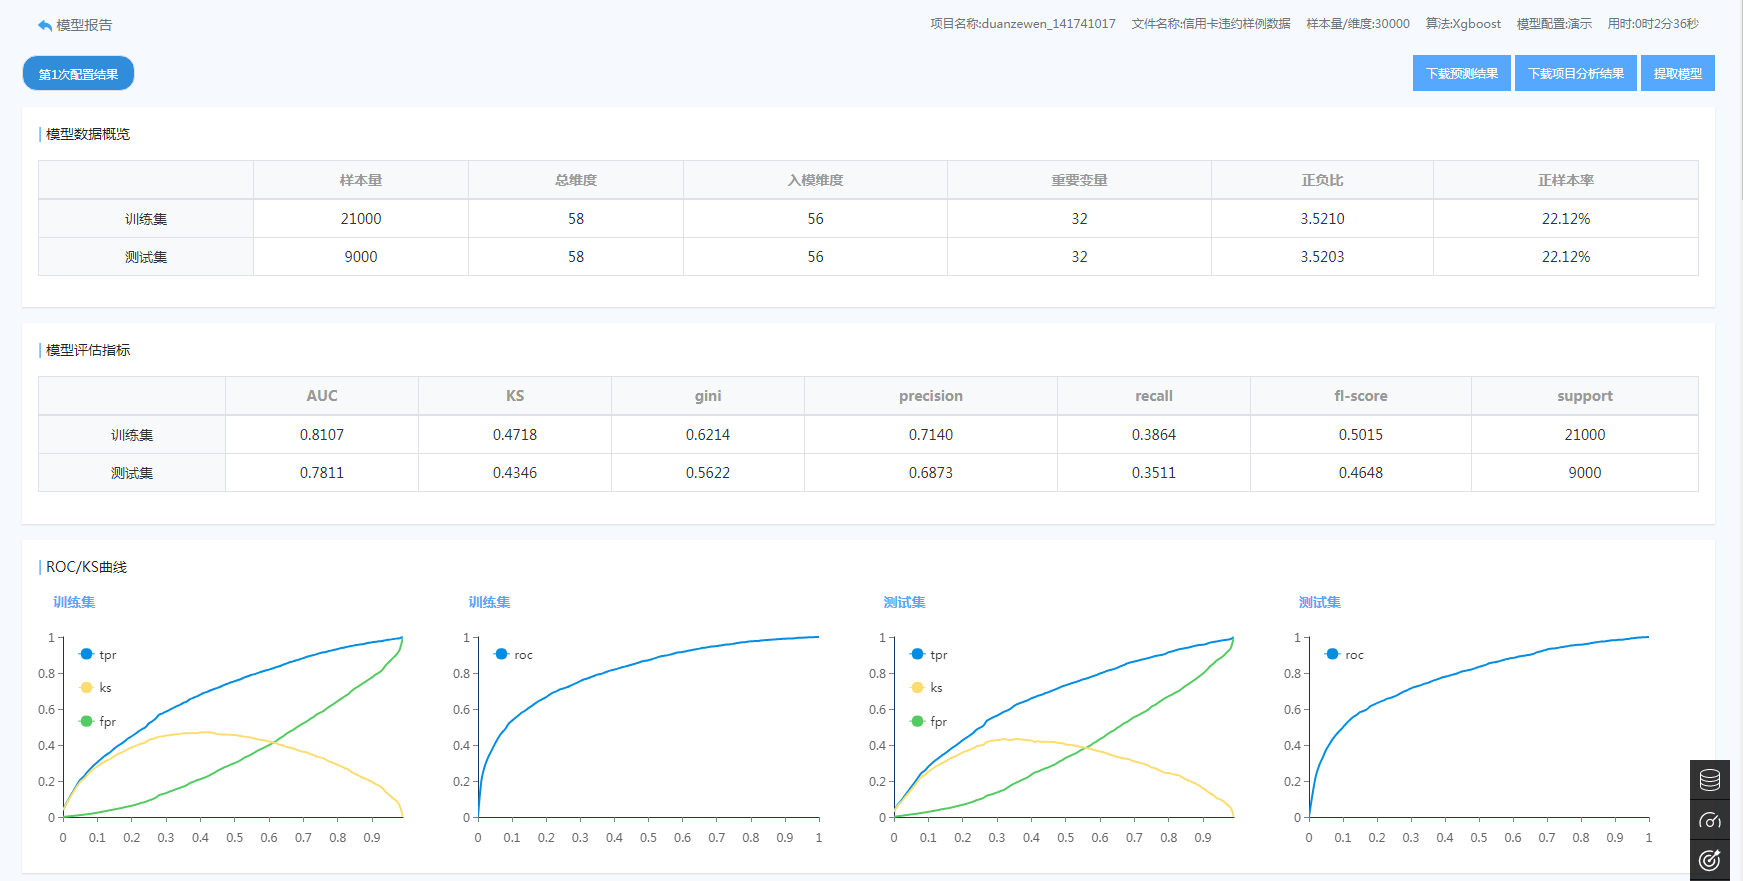 模型报告
项目名称:duanzewen_141741017 文件名称:信用卡违约样例数据 样本量/维度:30000 算法:Xgboost 模型配置:演示 用时:0时2分36秒
第1次配置结果
下载预测结果 下载项目分析结果 提取模型
模型数据概览
样本量 总维度 入模维度 重要变量 正负比 正样本率
训练集 21000 58 56 32 3.5210 22.12%
测试集 9000 58 56 32 3.5203 22.12%
模型评估指标
AUC KS gini precision recall fl-score support
训练集 0.8107 0.4718 0.6214 0.7140 0.3864 0.5015 21000
测试集 0.7811 0.4346 0.5622 0.6873 0.3511 0.4648 9000
ROC/KS曲线
训练集
1
0.8
0.6
0.4
0.2
0
tpr
ks
fpr
0 0.1 0.2 0.3 0.4 0.5 0.6 0.7 0.8 0.9
训练集
1
0.8
0.6
0.4
0.2
0
roc
0 0.1 0.2 0.3 0.4 0.5 0.6 0.7 0.8 0.9 1
测试集
1
0.8
0.6
0.4
0.2
0
tpr
ks
fpr
0 0.1 0.2 0.3 0.4 0.5 0.6 0.7 0.8 0.9
测试集
1
0.8
0.6
0.4
0.2
0
roc
0 0.1 0.2 0.3 0.4 0.5 0.6 0.7 0.8 0.9 1